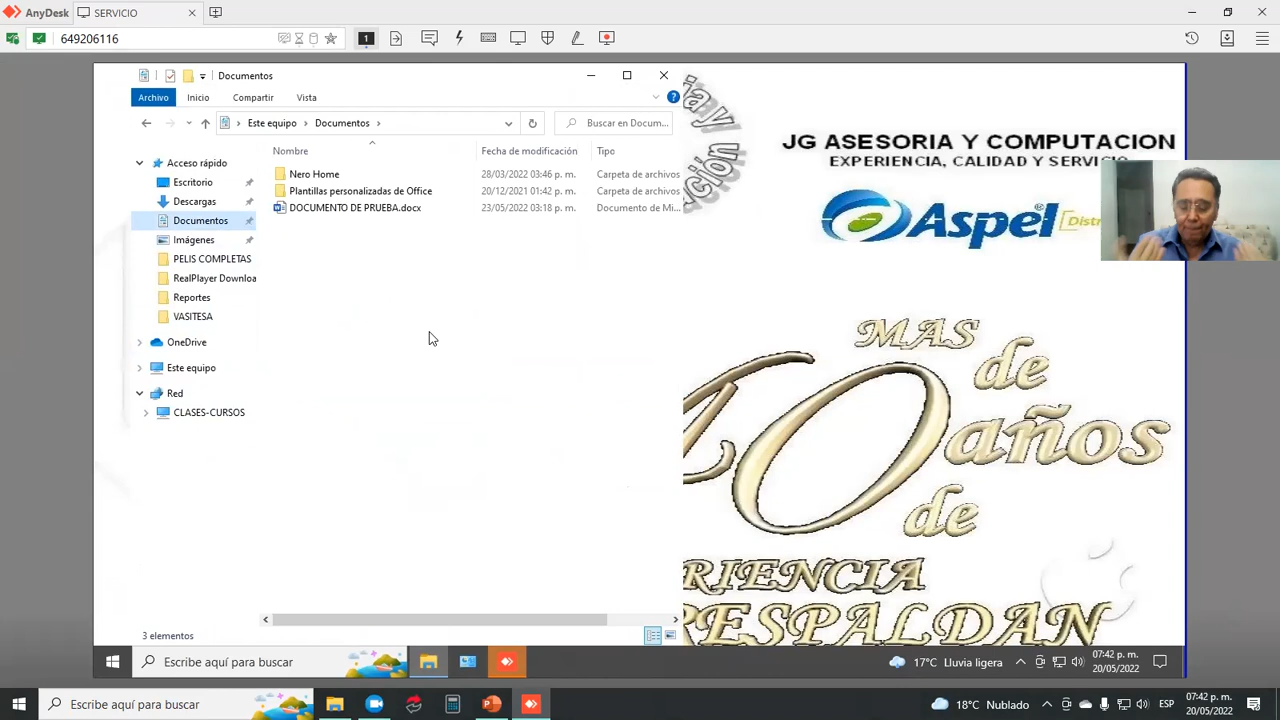 AnyDesk
SERVICIO
649206116
1
Documentos
Archivo
Inicio
Compartir
Vista
Este equipo
Documentos
Buscar en Docum...
Nombre
Fecha de modificación
Tipo
Nero Home
28/03/2022 03:46 p. m.
Carpeta de archivos
Plantillas personalizadas de Office
20/12/2021 01:42 p. m.
Carpeta de archivos
DOCUMENTO DE PRUEBA.docx
23/05/2022 03:18 p. m.
Documento de Mi...
Acceso rápido
Escritorio
Descargas
Documentos
Imágenes
PELIS COMPLETAS
RealPlayer Downloa
Reportes
VASITESA
OneDrive
Este equipo
Red
CLASES-CURSOS
3 elementos
JG ASESORIA Y COMPUTACION
EXPERIENCIA, CALIDAD Y SERVICIO
Aspel
MAS
de
10 años
de
RIENCIA
RESPALDAN
Escribe aquí para buscar
17°C Lluvia ligera
07:42 p. m.
20/05/2022
Escribe aquí para buscar
18°C Nublado
ESP
07:42 p. m.
20/05/2022